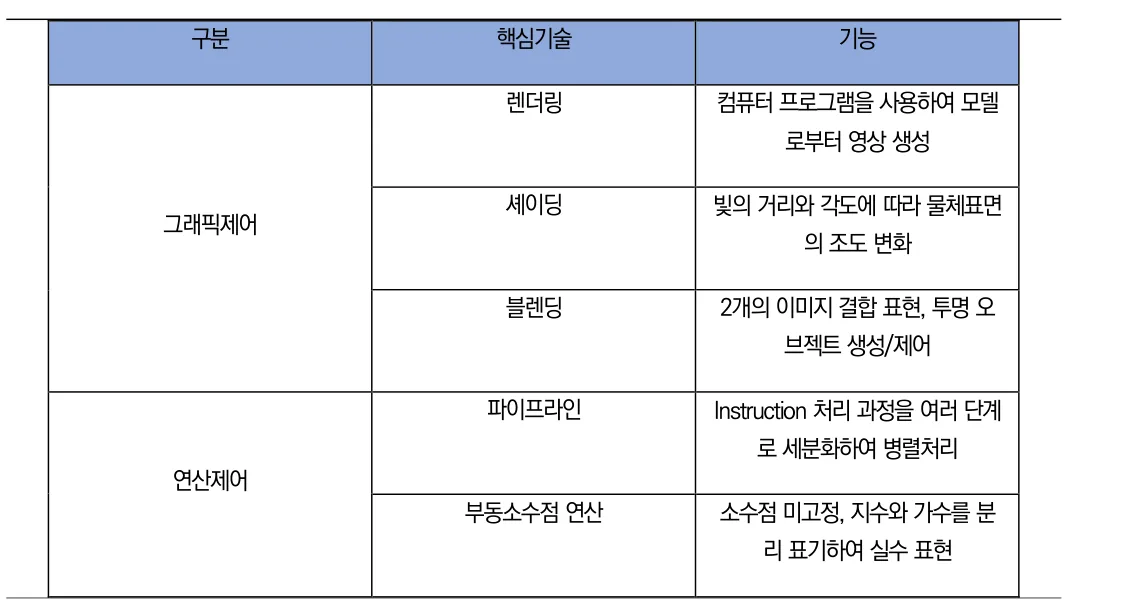 구분 핵심기술 기능
렌더링 컴퓨터 프로그램을 사용하여 모델
로부터 영상 생성
그래픽제어
셰이딩 빛의 거리와 각도에 따라 물체표면
의 조도 변화
블렌딩 2개의 이미지 결합 표현, 투명 오
브젝트 생성/제어
연산제어
파이프라인 Instruction 처리 과정을 여러 단계
로 세분화하여 병렬처리
부동소수점 연산 소수점 미고정, 지수와 가수를 분
리 표기하여 실수 표현